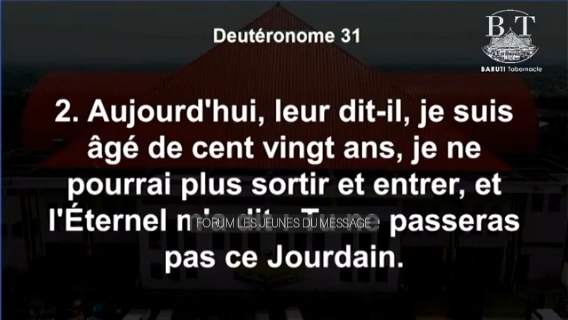 Deutéronome 31
B T
BARUTI Tabernacle
2. Aujourd'hui, leur dit-il, je suis
âgé de cent vingt ans, je ne
pourrai plus sortir et entrer, et
l'Éternel passeras
FORUM LES JEUNES DU MESSAGE
pas ce Jourdain.